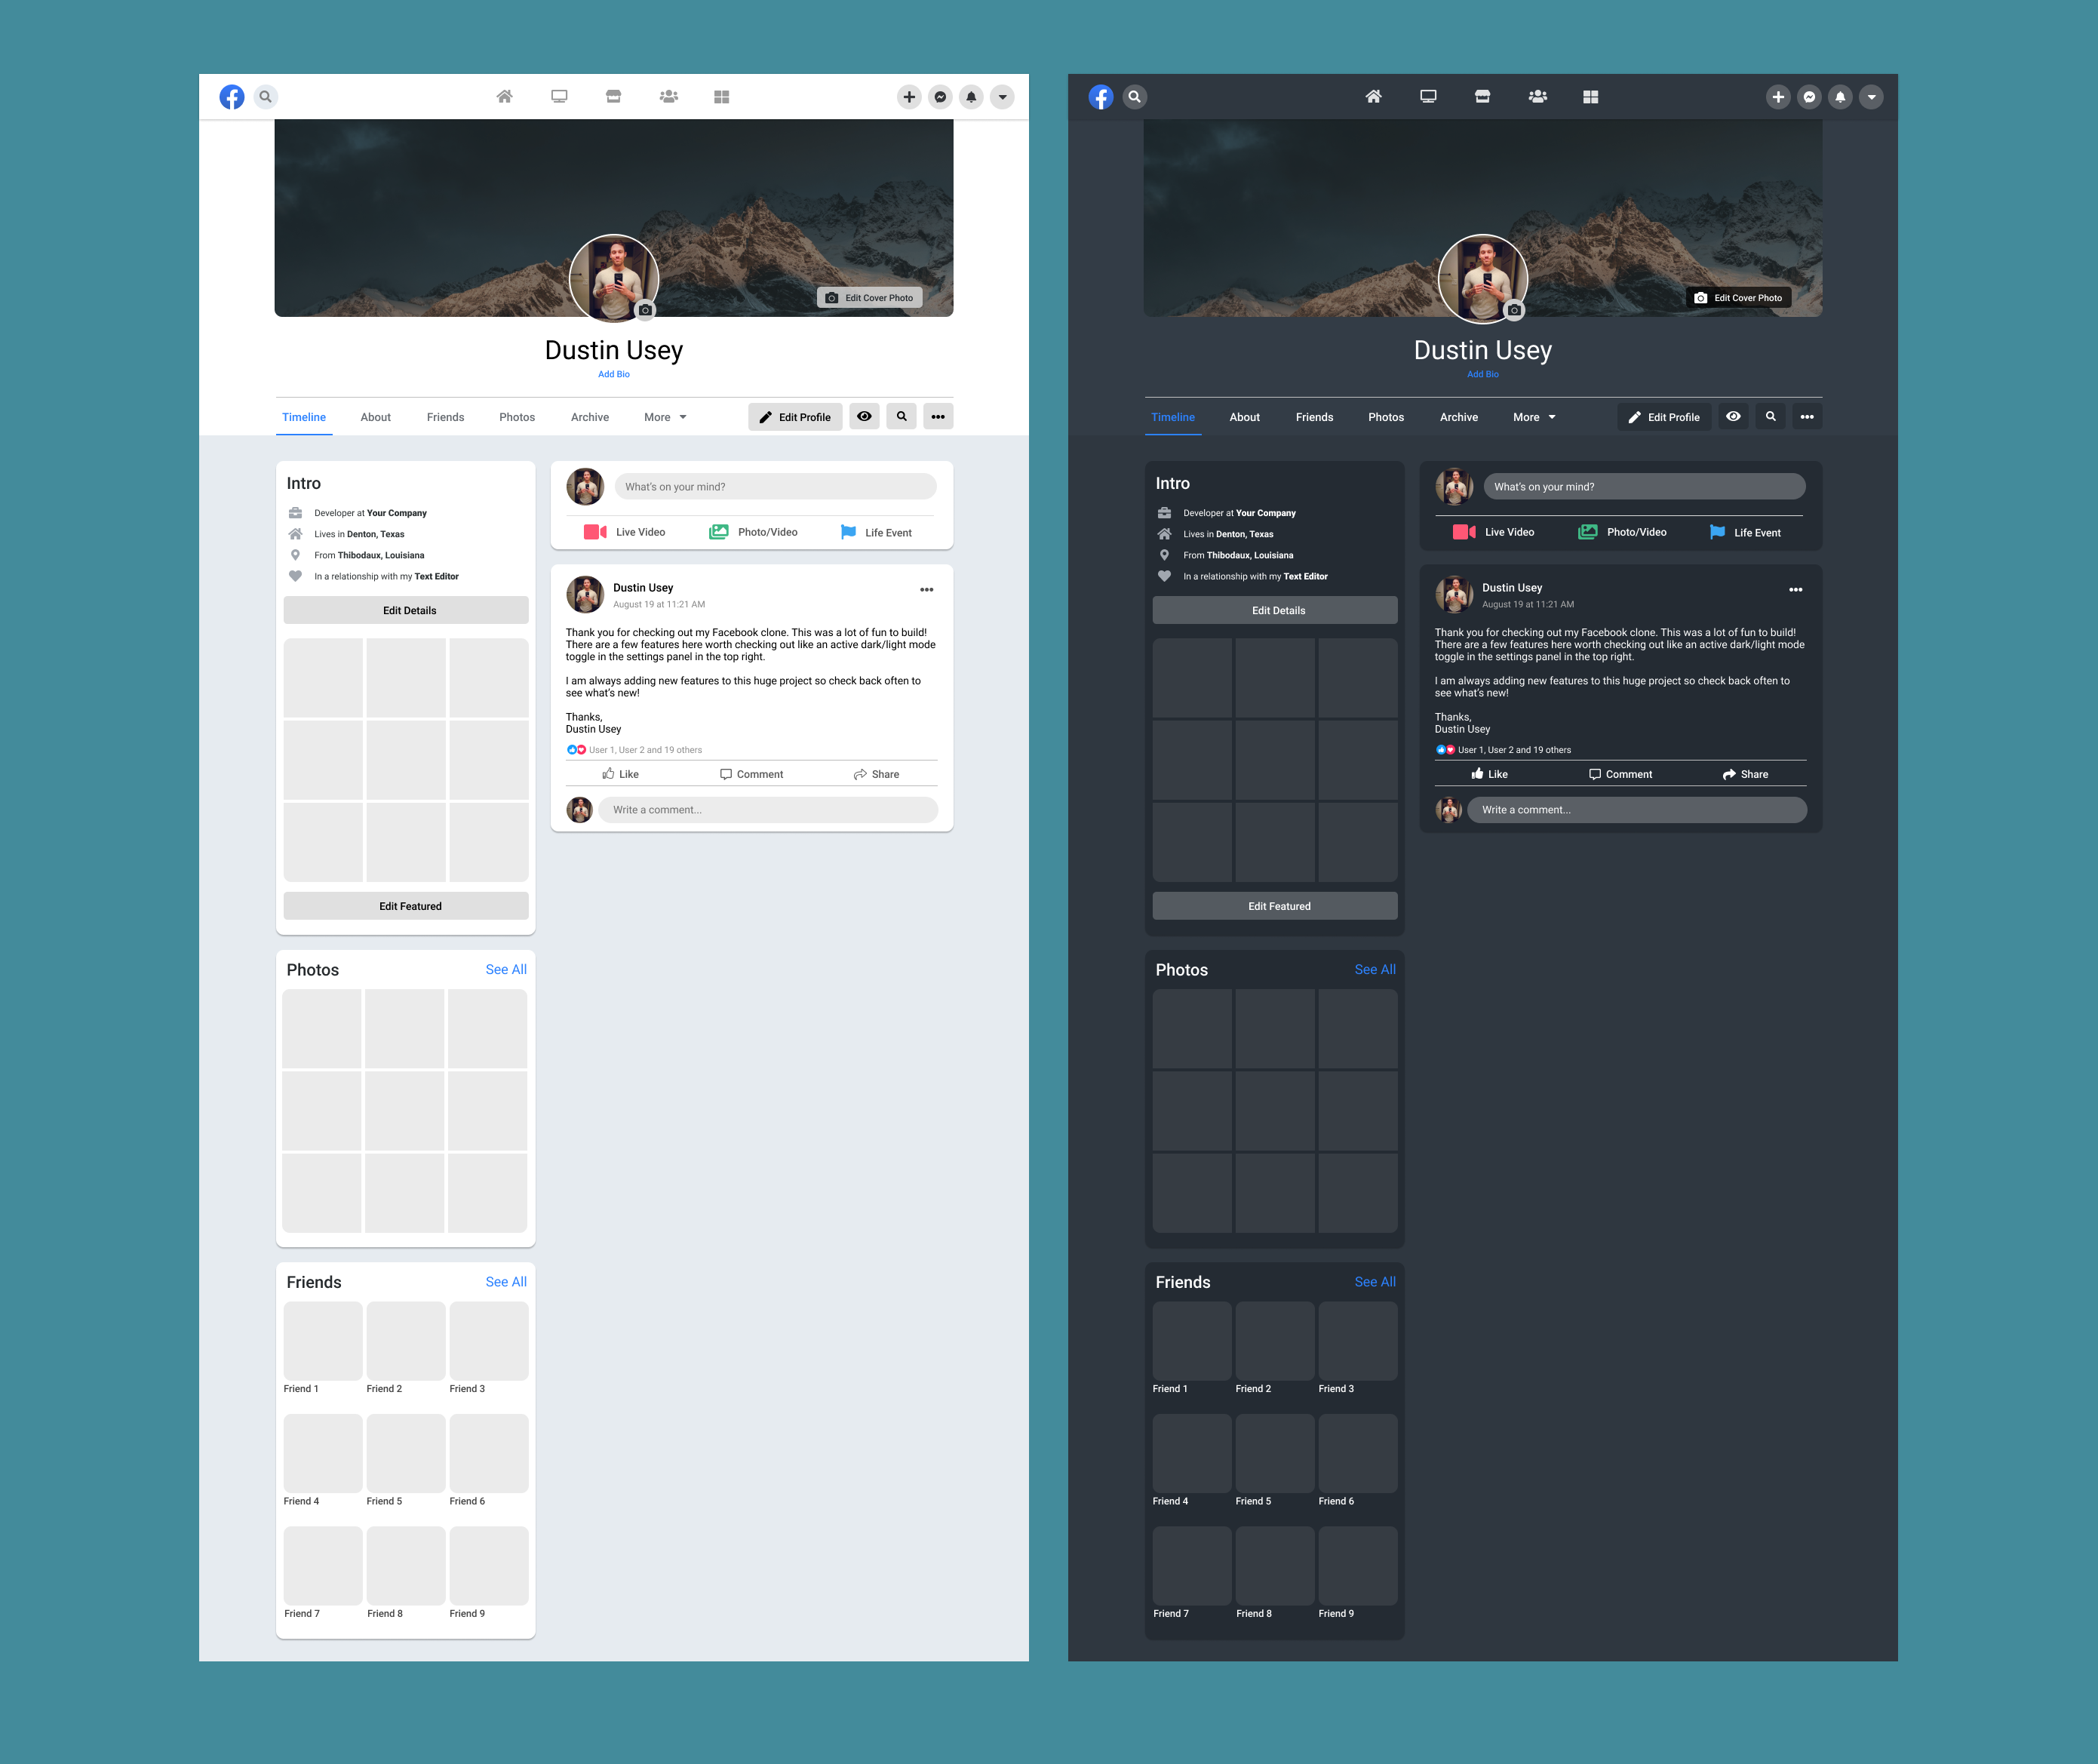 Edit Cover Photo
Dustin Usey
Add Bio
Timeline About Friends Photos Archive More Edit Profile
Intro
Developer at Your Company
Lives in Denton, Texas
From Thibodaux, Louisiana
In a relationship with my Text Editor
Edit Details
Edit Featured
Photos See All
Friends See All
Friend 1 Friend 2 Friend 3
Friend 4 Friend 5 Friend 6
Friend 7 Friend 8 Friend 9
What's on your mind?
Live Video Photo/Video Life Event
Dustin Usey
August 19 at 11:21 AM
Thank you for checking out my Facebook clone. This was a lot of fun to build!
There are a few features here worth checking out like an active dark/light mode
toggle in the settings panel in the top right.
I am always adding new features to this huge project so check back often to
see what's new!
Thanks,
Dustin Usey
User 1, User 2 and 19 others
Like Comment Share
Write a comment...
Edit Cover Photo
Dustin Usey
Add Bio
Timeline About Friends Photos Archive More Edit Profile
Intro
Developer at Your Company
Lives in Denton, Texas
From Thibodaux, Louisiana
In a relationship with my Text Editor
Edit Details
Edit Featured
Photos See All
Friends See All
Friend 1 Friend 2 Friend 3
Friend 4 Friend 5 Friend 6
Friend 7 Friend 8 Friend 9
What's on your mind?
Live Video Photo/Video Life Event
Dustin Usey
August 19 at 11:21 AM
Thank you for checking out my Facebook clone. This was a lot of fun to build!
There are a few features here worth checking out like an active dark/light mode
toggle in the settings panel in the top right.
I am always adding new features to this huge project so check back often to
see what's new!
Thanks,
Dustin Usey
User 1, User 2 and 19 others
Like Comment Share
Write a comment...